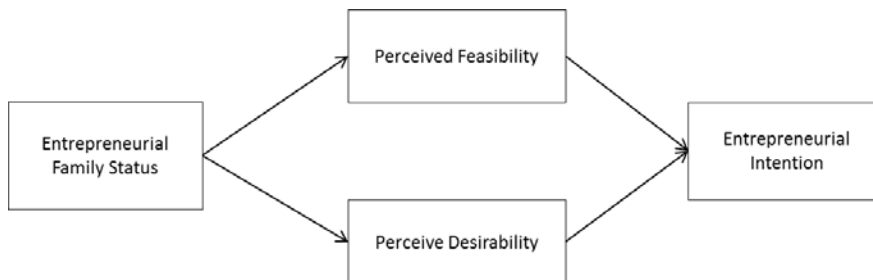 Perceived Feasibility
Entrepreneurial
Family Status
Entrepreneurial
Intention
Perceive Desirability